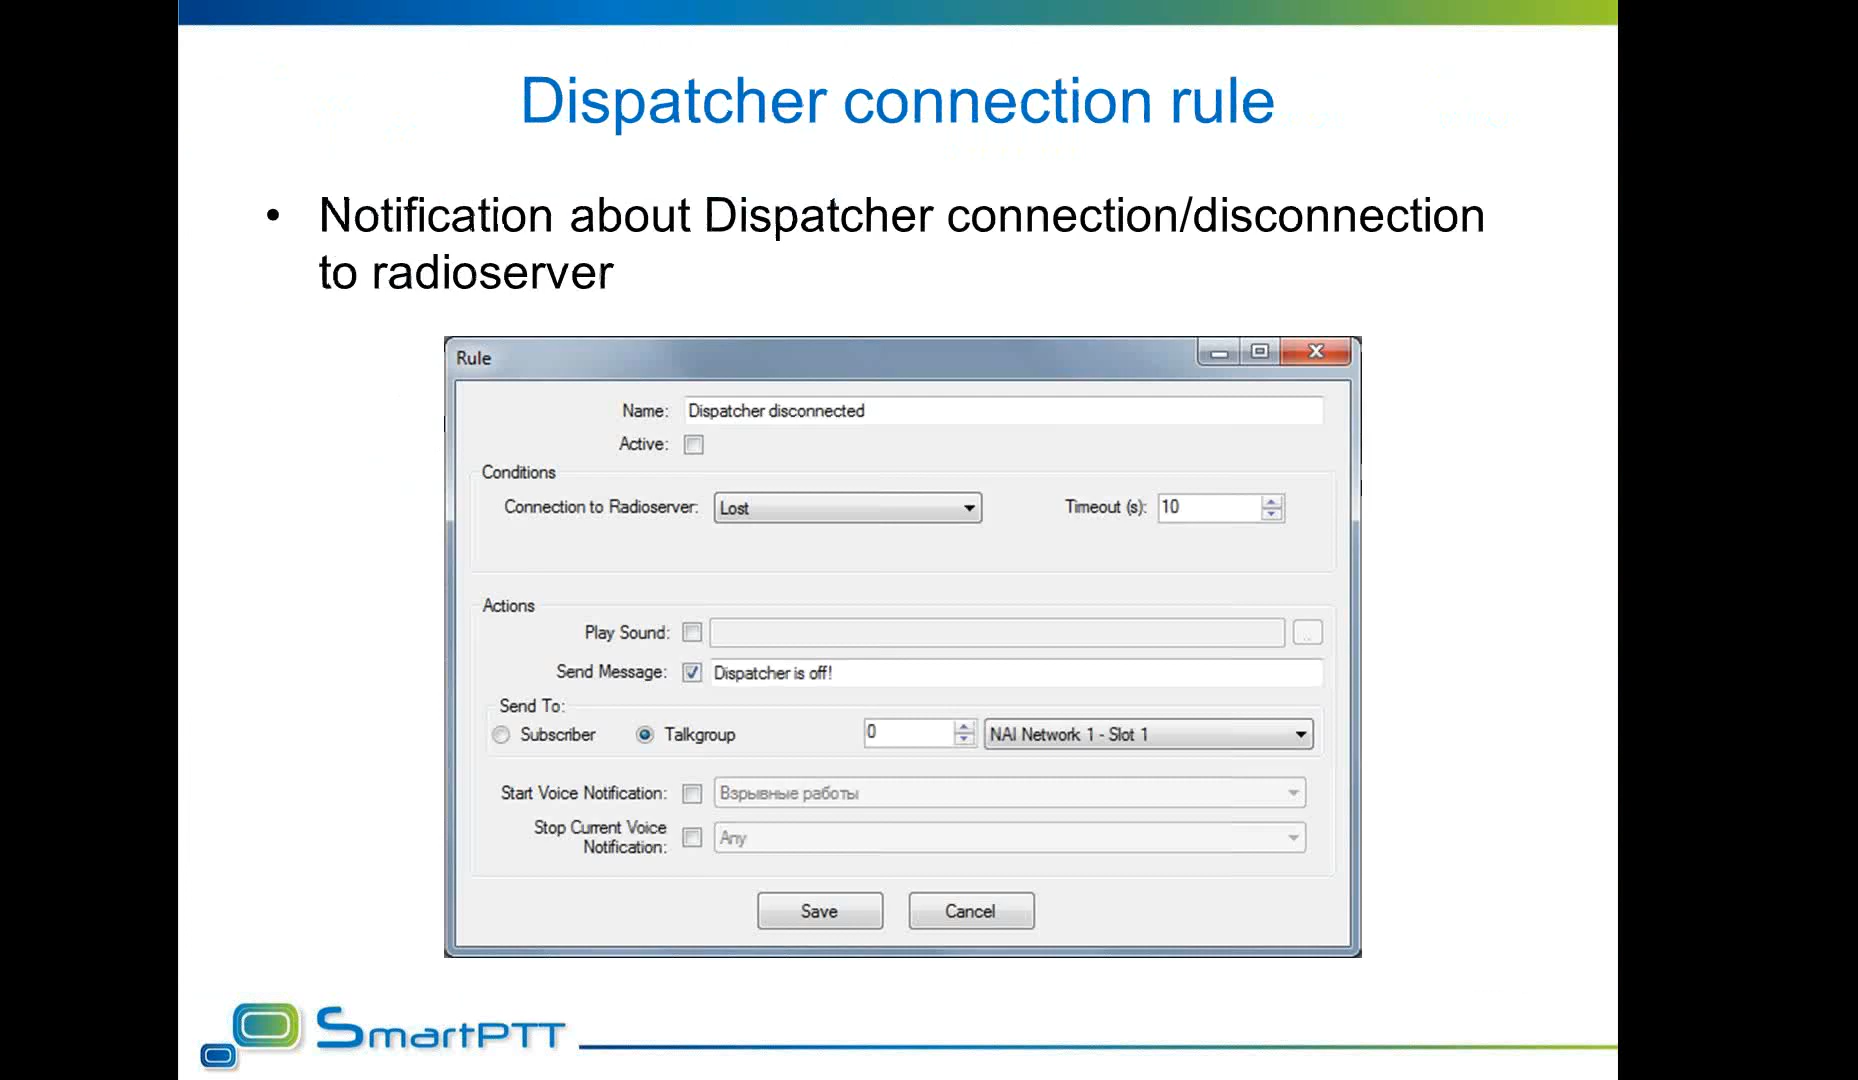 Dispatcher connection rule
• Notification about Dispatcher connection/disconnection
to radioserver
Rule
Name: Dispatcher disconnected
Active:
Conditions
Connection to Radioserver: Lost Timeout (s): 10
Actions
Play Sound: ..
Send Message: Dispatcher is off!
Send To:
Subscriber Talkgroup 0 NAI Network 1 - Slot 1
Start Voice Notification: Взрывные работы
Stop Current Voice
Notification: Any
Save Cancel
SmartPTT